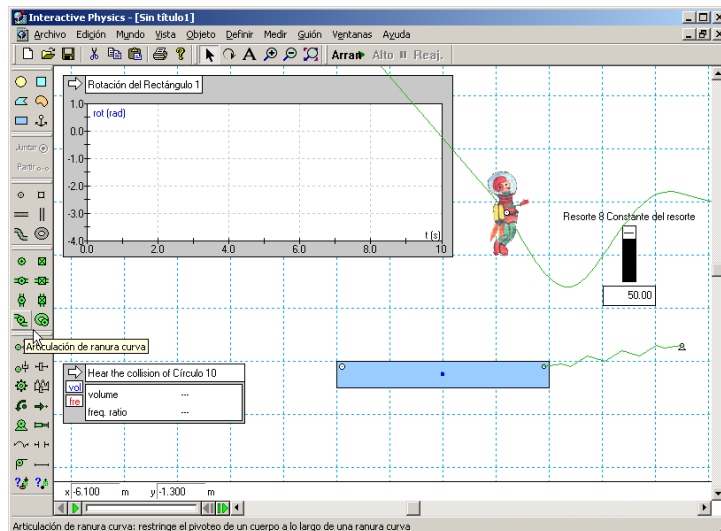 Interactive Physics - [Sin título1]
Archivo Edición Mundo Vista Objeto Definir Medir Guión Ventanas Ayuda
A Arran Alto Reaj.
Juntar
Partir
Rotación del Rectángulo 1
rot (rad)
1.0
0.0
-1.0
-2.0
-3.0
-4.0
0.0 2.0 4.0 6.0 8.0 10
t (s)
Resorte 8 Constante del resorte
50.00
Articulación de ranura curva
Hear the collision of Círculo 10
vol
fre
volume ---
freq. ratio ---
x -6.100 m y -1.300 m
Articulación de ranura curva: restringe el pivoteo de un cuerpo a lo largo de una ranura curva